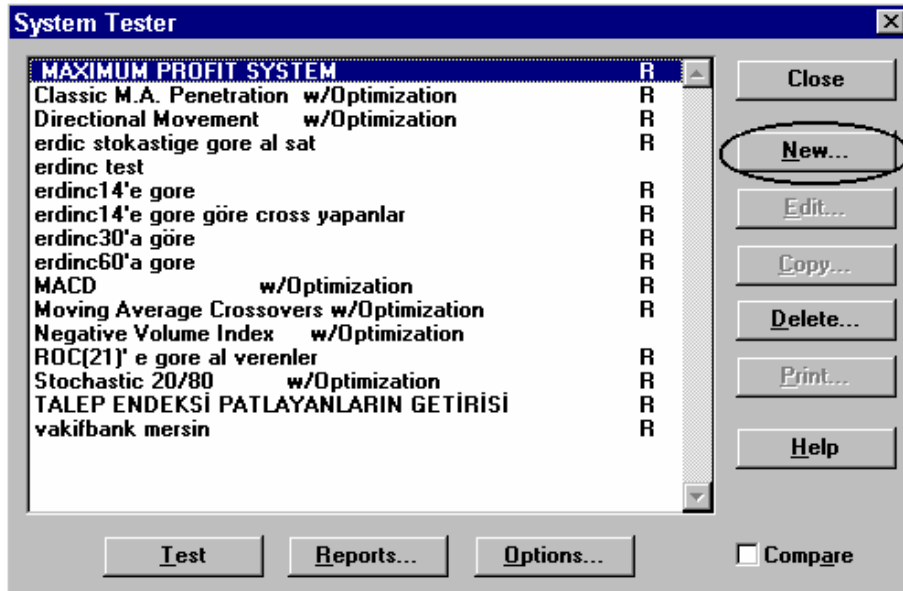 System Tester
MAXIMUM PROFIT SYSTEM R
Classic M.A. Penetration w/Optimization R
Directional Movement w/Optimization R
erdic stokastige gore al sat R
erdinc test
erdinc14'e gore R
erdinc14'e gore göre cross yapanlar R
erdinc30'a göre R
erdinc60'a gore R
MACD w/Optimization R
Moving Average Crossovers w/Optimization R
Negative Volume Index w/Optimization
ROC(21)' e gore al verenler R
Stochastic 20/80 w/Optimization R
TALEP ENDEKSİ PATLAYANLARIN GETİRİSİ R
vakifbank mersin R
Close
New...
Edit...
Copy...
Delete...
Print...
Help
Test Reports... Options... Compare